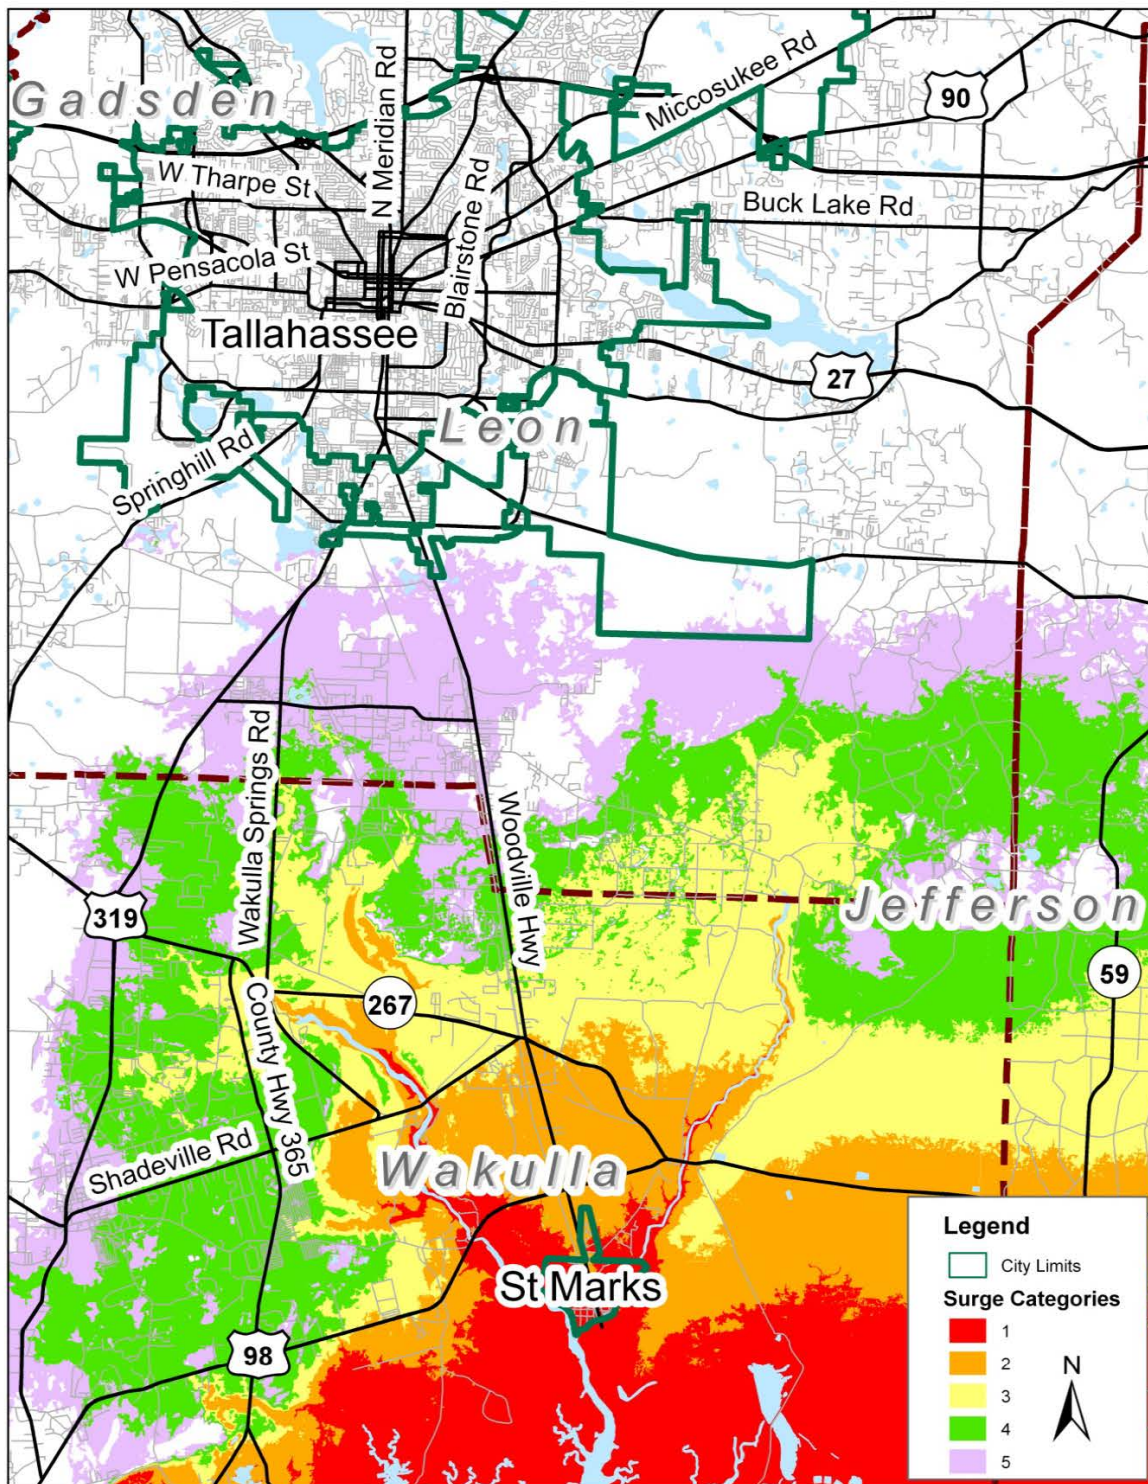 Gadsden
N Meridian Rd
Miccosukee Rd
90
W Tharpe St
Blairstone Rd
Buck Lake Rd
W Pensacola St
Tallahassee
27
Leon
Springhill Rd
Wakulla Springs Rd
Woodville Hwy
319
Jefferson
59
267
County Hwy 365
Shadeville Rd
Wakulla
St Marks
98
Legend
City Limits
Surge Categories
1
2
3
4
5
N